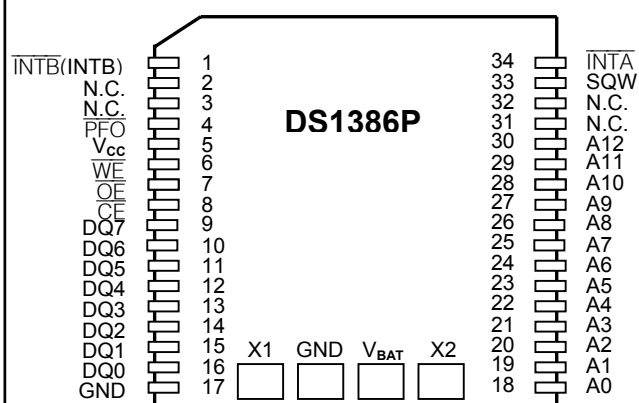 INTB(INTB) 1 34 INTA
N.C. 2 33 SQW
N.C. 3 32 N.C.
PFO 4 DS1386P 31 N.C.
VCC 5 30 A12
WE 6 29 A11
OE 7 28 A10
CE 8 27 A9
DQ7 9 26 A8
DQ6 10 25 A7
DQ5 11 24 A6
DQ4 12 23 A5
DQ3 13 22 A4
DQ2 14 21 A3
DQ1 15 X1 GND VBAT X2 20 A2
DQ0 16 19 A1
GND 17 18 A0